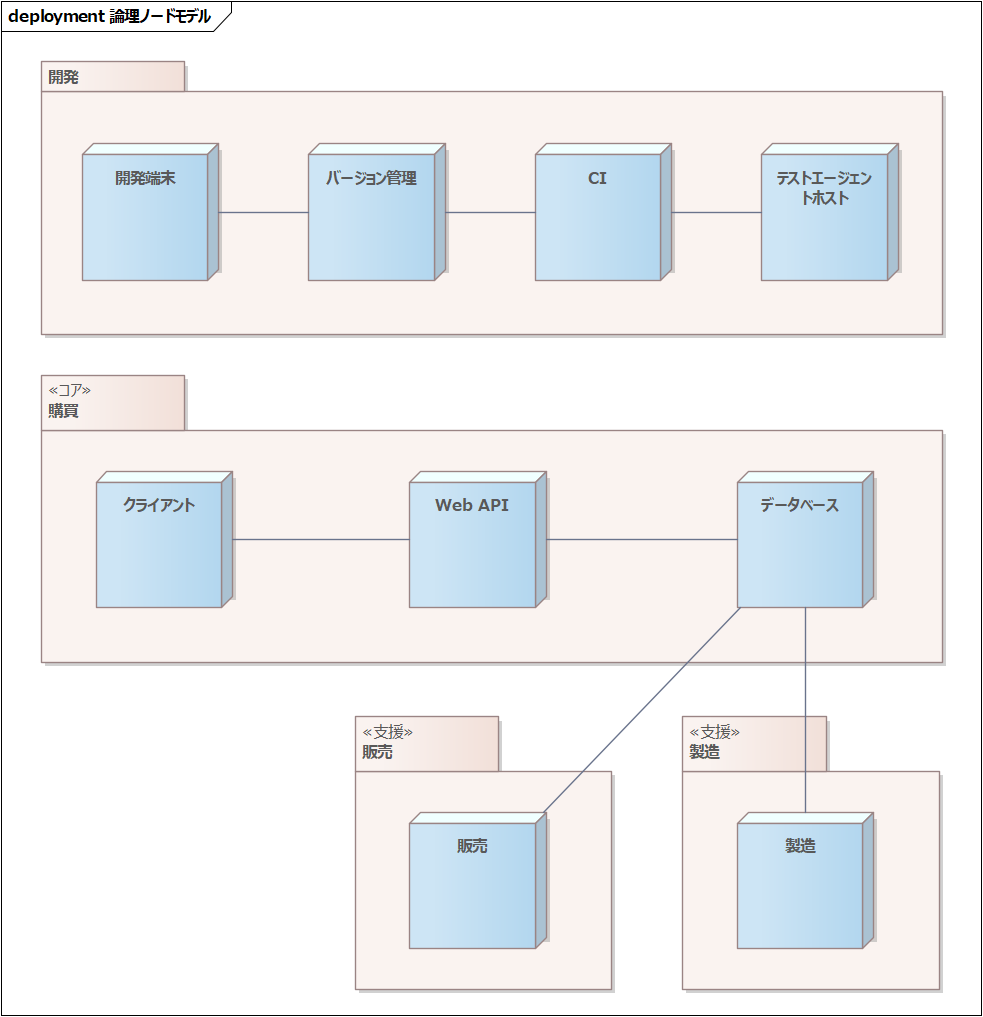 deployment 論理ノードモデル
開発
開発端末
バージョン管理
CI
テストエージェン
トホスト
«コア»
購買
クライアント
Web API
データベース
«支援»
販売
«支援»
製造
販売
製造